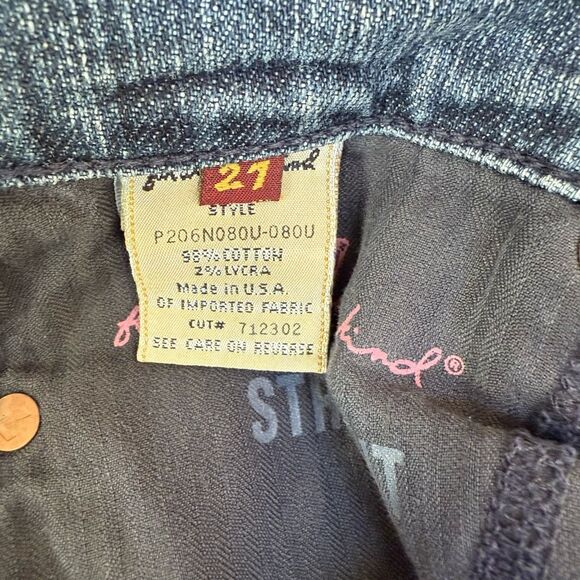 27
STYLE
P206N080U-080U
98% COTTON
2% LYCRA
Made in U.S.A.
OF IMPORTED FABRIC
CUT# 712302
SEE CARE ON REVERSE
kind®